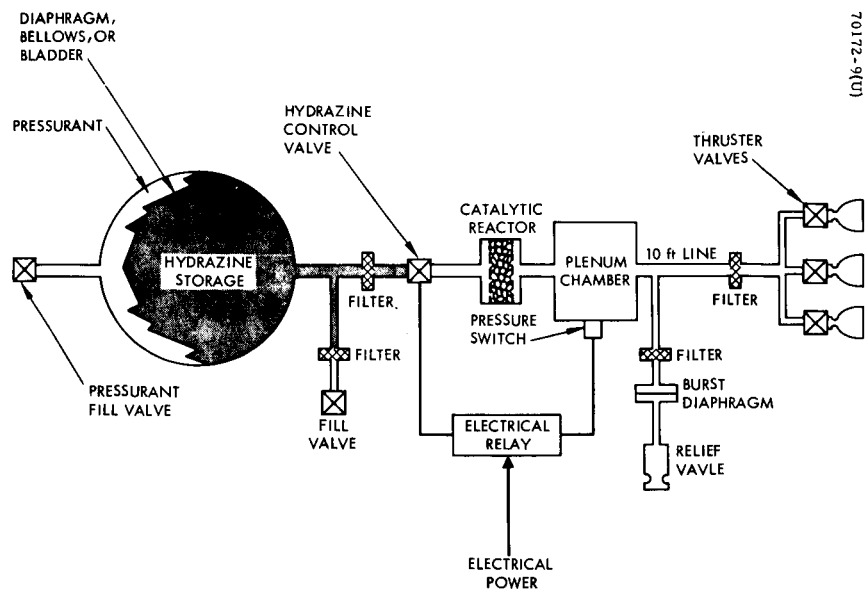 DIAPHRAGM,
BELLOWS, OR
BLADDER
PRESSURANT
HYDRAZINE
CONTROL
VALVE
70172-9(U)
THRUSTER
VALVES
CATALYTIC
REACTOR
PLENUM
CHAMBER
10 ft LINE
HYDRAZINE
STORAGE
FILTER.
PRESSURE
SWITCH
FILTER
FILTER
FILTER
PRESSURANT
FILL VALVE
BURST
DIAPHRAGM
FILL
VALVE
ELECTRICAL
RELAY
RELIEF
VAVLE
ELECTRICAL
POWER